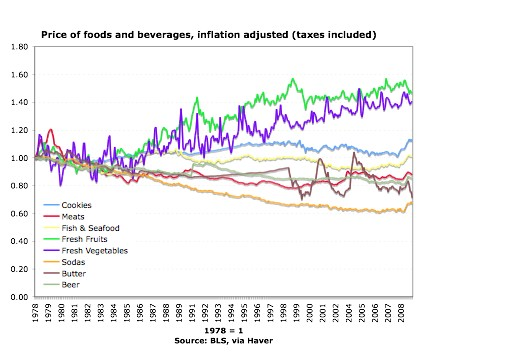 Price of foods and beverages, inflation adjusted (taxes included)
1.80
1.60
1.40
1.20
1.00
0.80
0.60
0.40
0.20
0.00
Cookies
Meats
Fish & Seafood
Fresh Fruits
Fresh Vegetables
Sodas
Butter
Beer
1978 1979 1980 1981 1982 1983 1984 1985 1986 1987 1988 1989 1990 1991 1992 1993 1994 1995 1996 1997 1998 1999 2000 2001 2002 2003 2004 2005 2006 2007 2008
1978 = 1
Source: BLS, via Haver